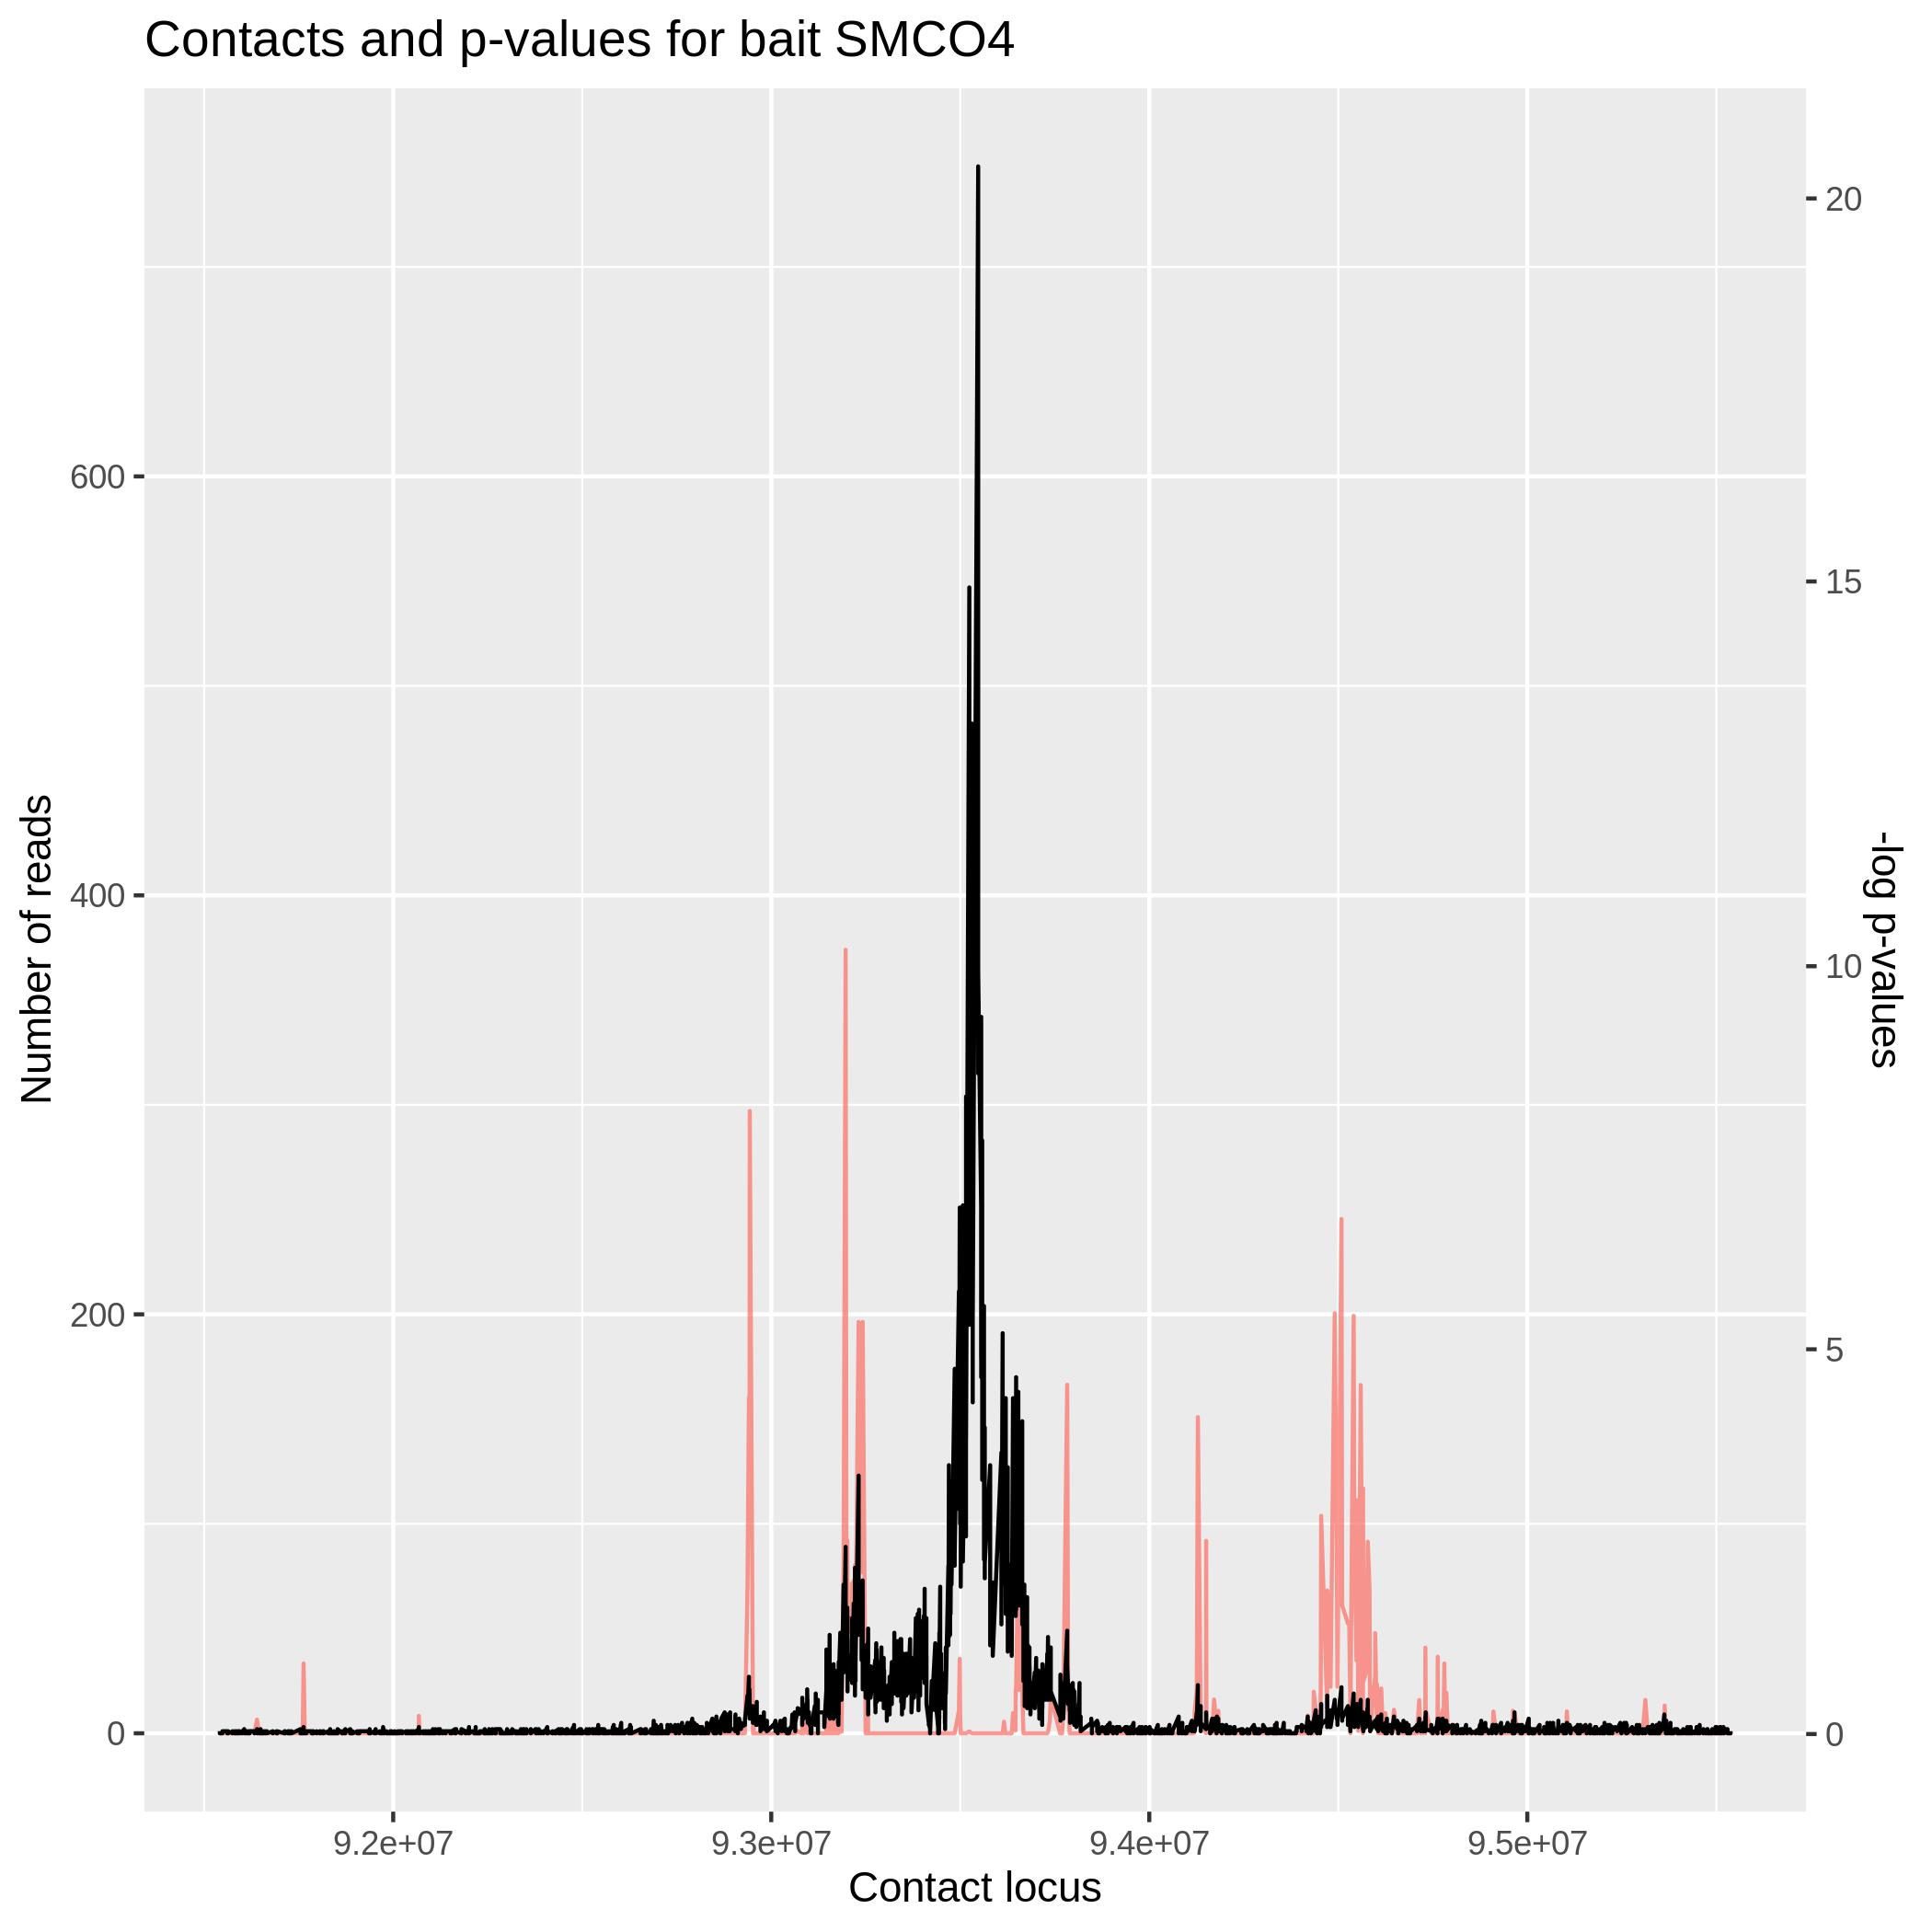 Contacts and p-values for bait SMCO4
Number of reads
600
400
200
0
20
15
10
5
0
-log p-values
9.2e+07
9.3e+07
9.4e+07
9.5e+07
Contact locus